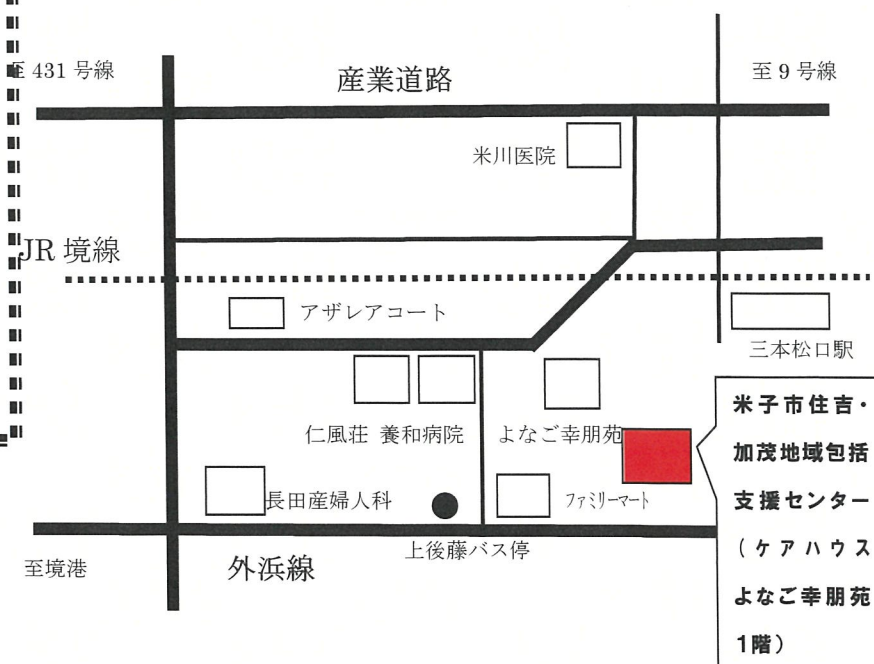 至 431 号線
産業道路
至 9 号線
米川医院
JR 境線
アザレアコート
三本松口駅
仁風荘 養和病院
よなご幸朋苑
長田産婦人科
ファミリーマート
上後藤バス停
至境港
外浜線
米子市住吉・
加茂地域包括
支援センター
(ケアハウス
よなご幸朋苑
1階)